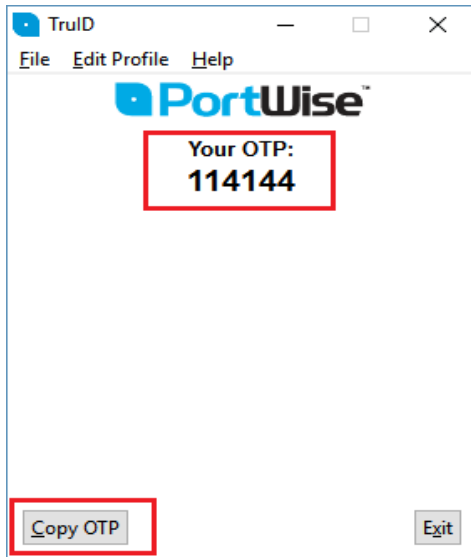 TruID
File Edit Profile Help
PortWise™
Your OTP:
114144
Copy OTP
Exit